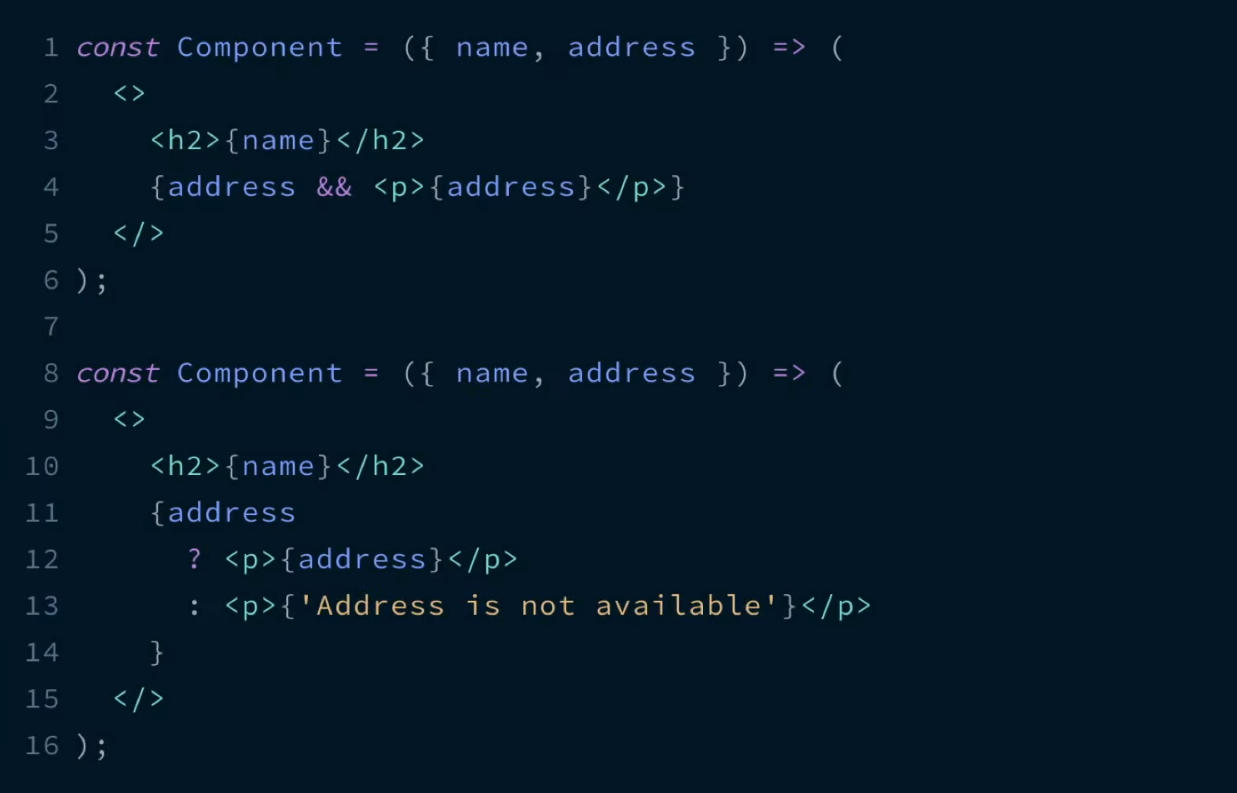 1 const Component = ({ name, address }) => (
2   <>
3     <h2>{name}</h2>
4     {address && <p>{address}</p>}
5   </>
6 );
7
8 const Component = ({ name, address }) => (
9   <>
10     <h2>{name}</h2>
11     {address
12       ? <p>{address}</p>
13       : <p>{'Address is not available'}</p>
14     }
15   </>
16 );